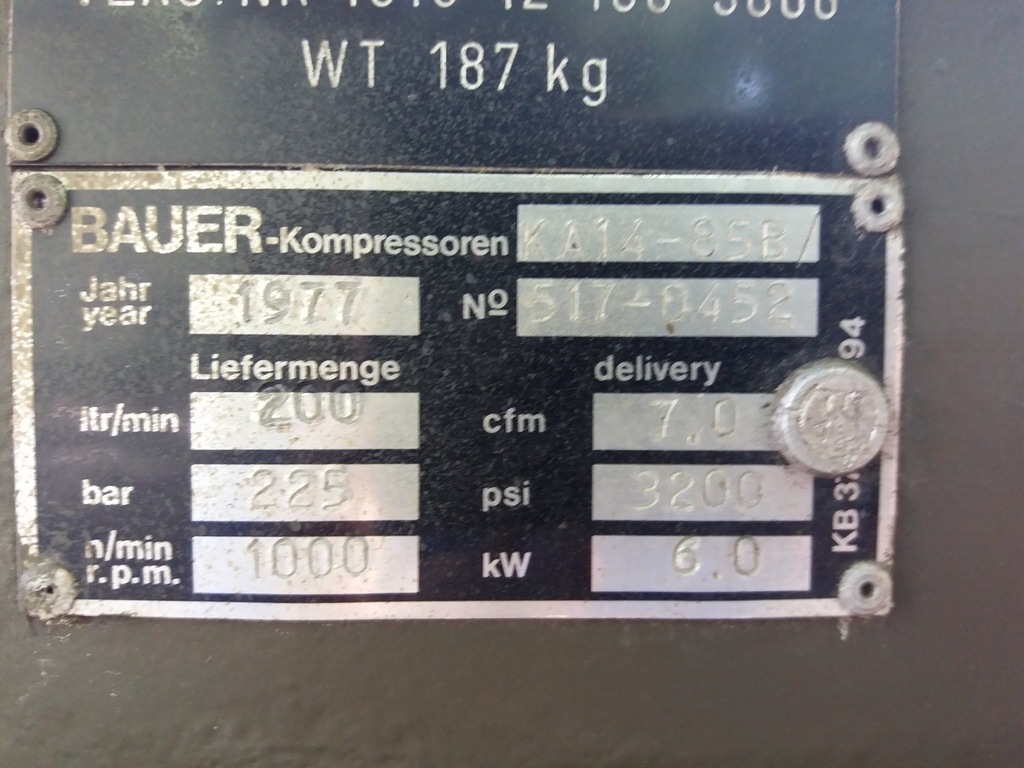 WT 187 kg
BAUER-Kompressoren KA14-85B/
Jahr
year 1977 Nº 517-0452
Liefermenge delivery
ltr/min 200 cfm 7.0
bar 225 psi 3200
n/min
r.p.m. 1000 kW 6.0